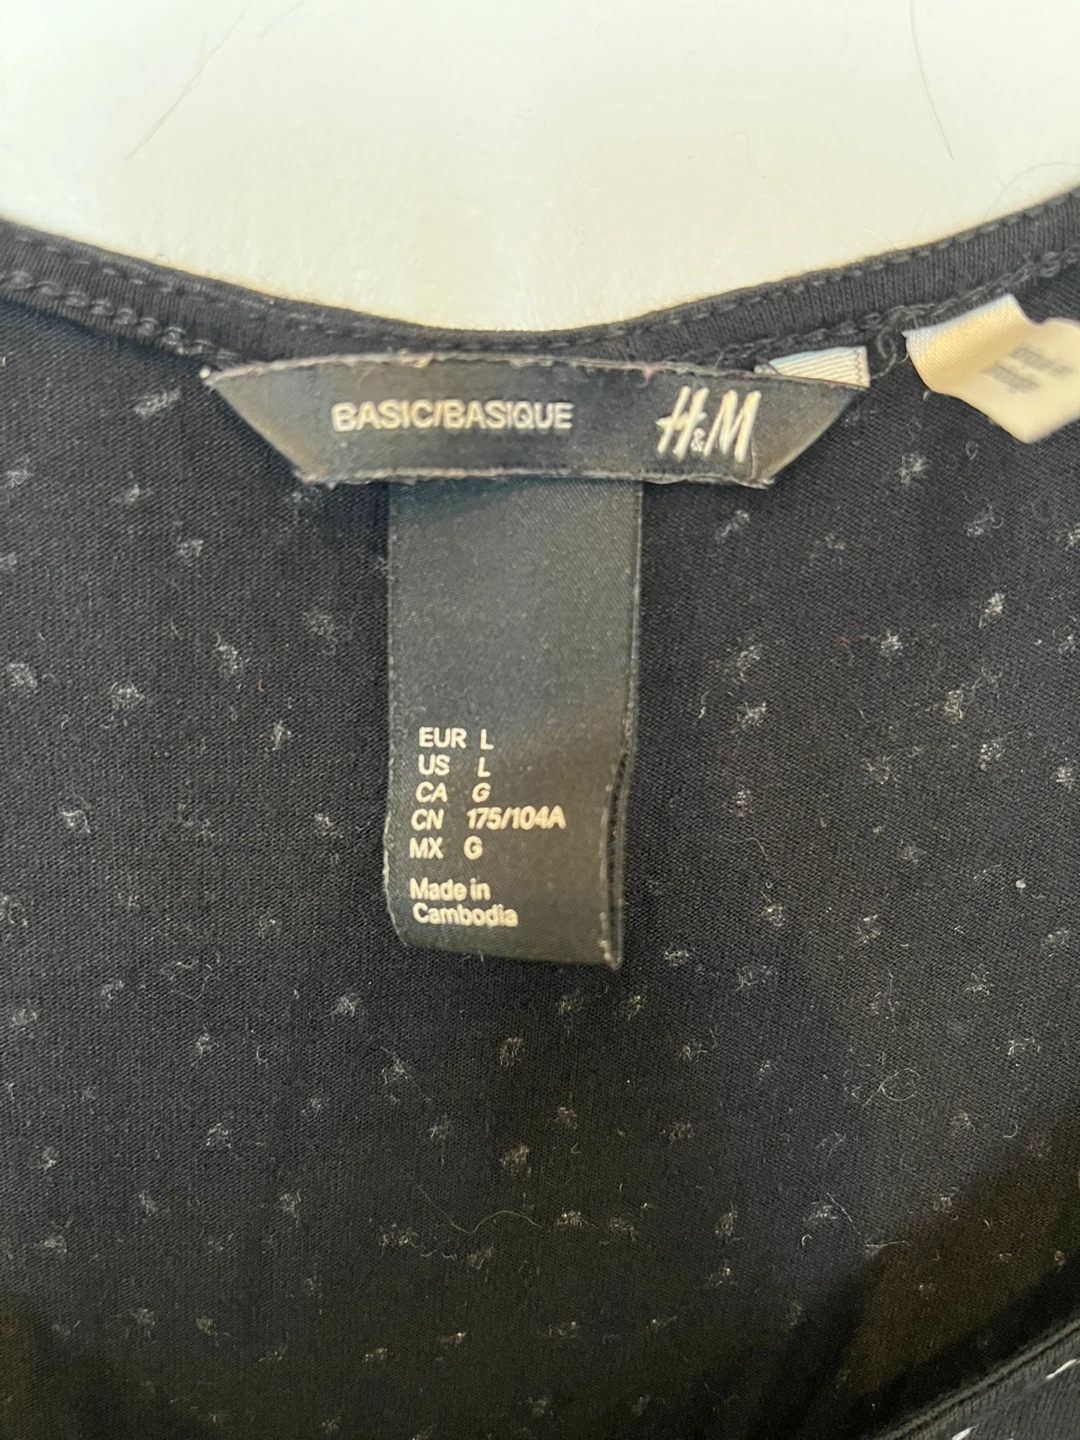 BASIC/BASIQUE H&M
EUR L
US L
CA G
CN 175/104A
MX G
Made in
Cambodia